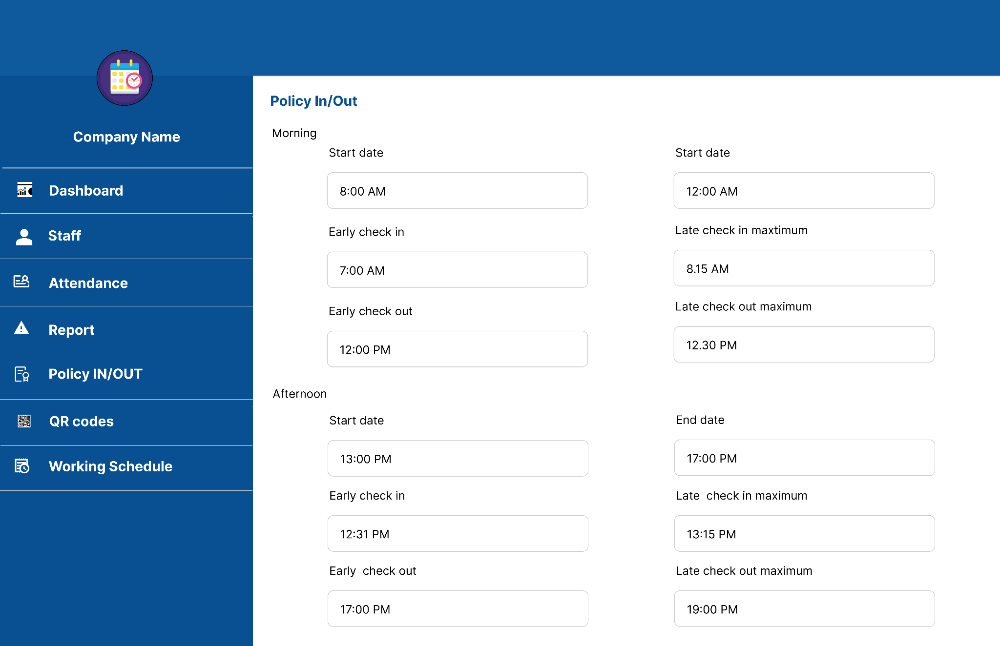 Company Name
Dashboard
Staff
Attendance
Report
Policy IN/OUT
QR codes
Working Schedule
Policy In/Out
Morning
Start date
Start date
8:00 AM
12:00 AM
Early check in
Late check in maxtimum
7:00 AM
8.15 AM
Early check out
Late check out maximum
12:00 PM
12.30 PM
Afternoon
Start date
End date
13:00 PM
17:00 PM
Early check in
Late  check in maximum
12:31 PM
13:15 PM
Early  check out
Late check out maximum
17:00 PM
19:00 PM